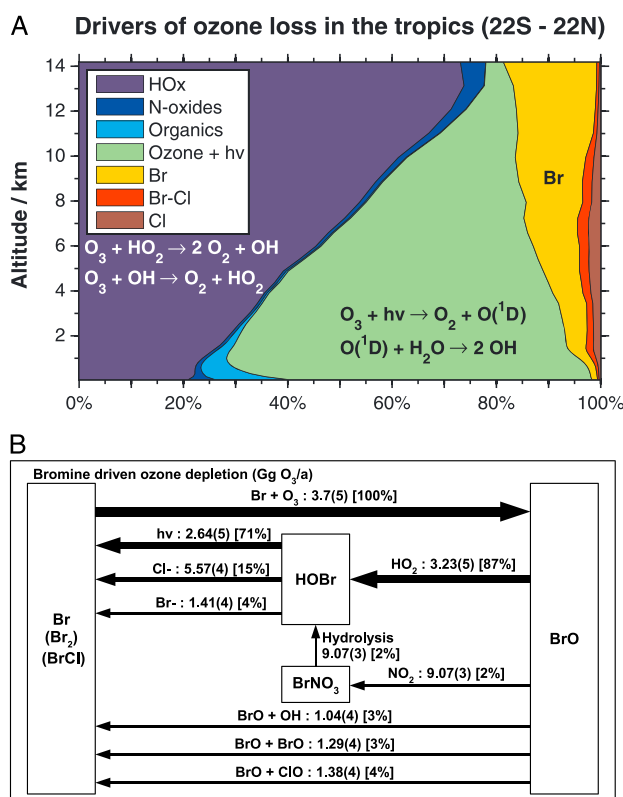 A
Drivers of ozone loss in the tropics (22S - 22N)
14
12
10
8
6
4
2
Altitude / km
HOx
N-oxides
Organics
Ozone + hv
Br
Br-Cl
Cl
Br
O₃ + HO₂ → 2 O₂ + OH
O₃ + OH → O₂ + HO₂
O₃ + hv → O₂ + O(¹D)
O(¹D) + H₂O → 2 OH
0% 20% 40% 60% 80% 100%
B
Bromine driven ozone depletion (Gg O₃/a)
Br + O₃ : 3.7(5) [100%]
hv : 2.64(5) [71%]
Cl- : 5.57(4) [15%]
Br- : 1.41(4) [4%]
HOBr
HO₂ : 3.23(5) [87%]
Br
(Br₂)
(BrCl)
BrO
Hydrolysis
9.07(3) [2%]
BrNO₃
NO₂ : 9.07(3) [2%]
BrO + OH : 1.04(4) [3%]
BrO + BrO : 1.29(4) [3%]
BrO + ClO : 1.38(4) [4%]